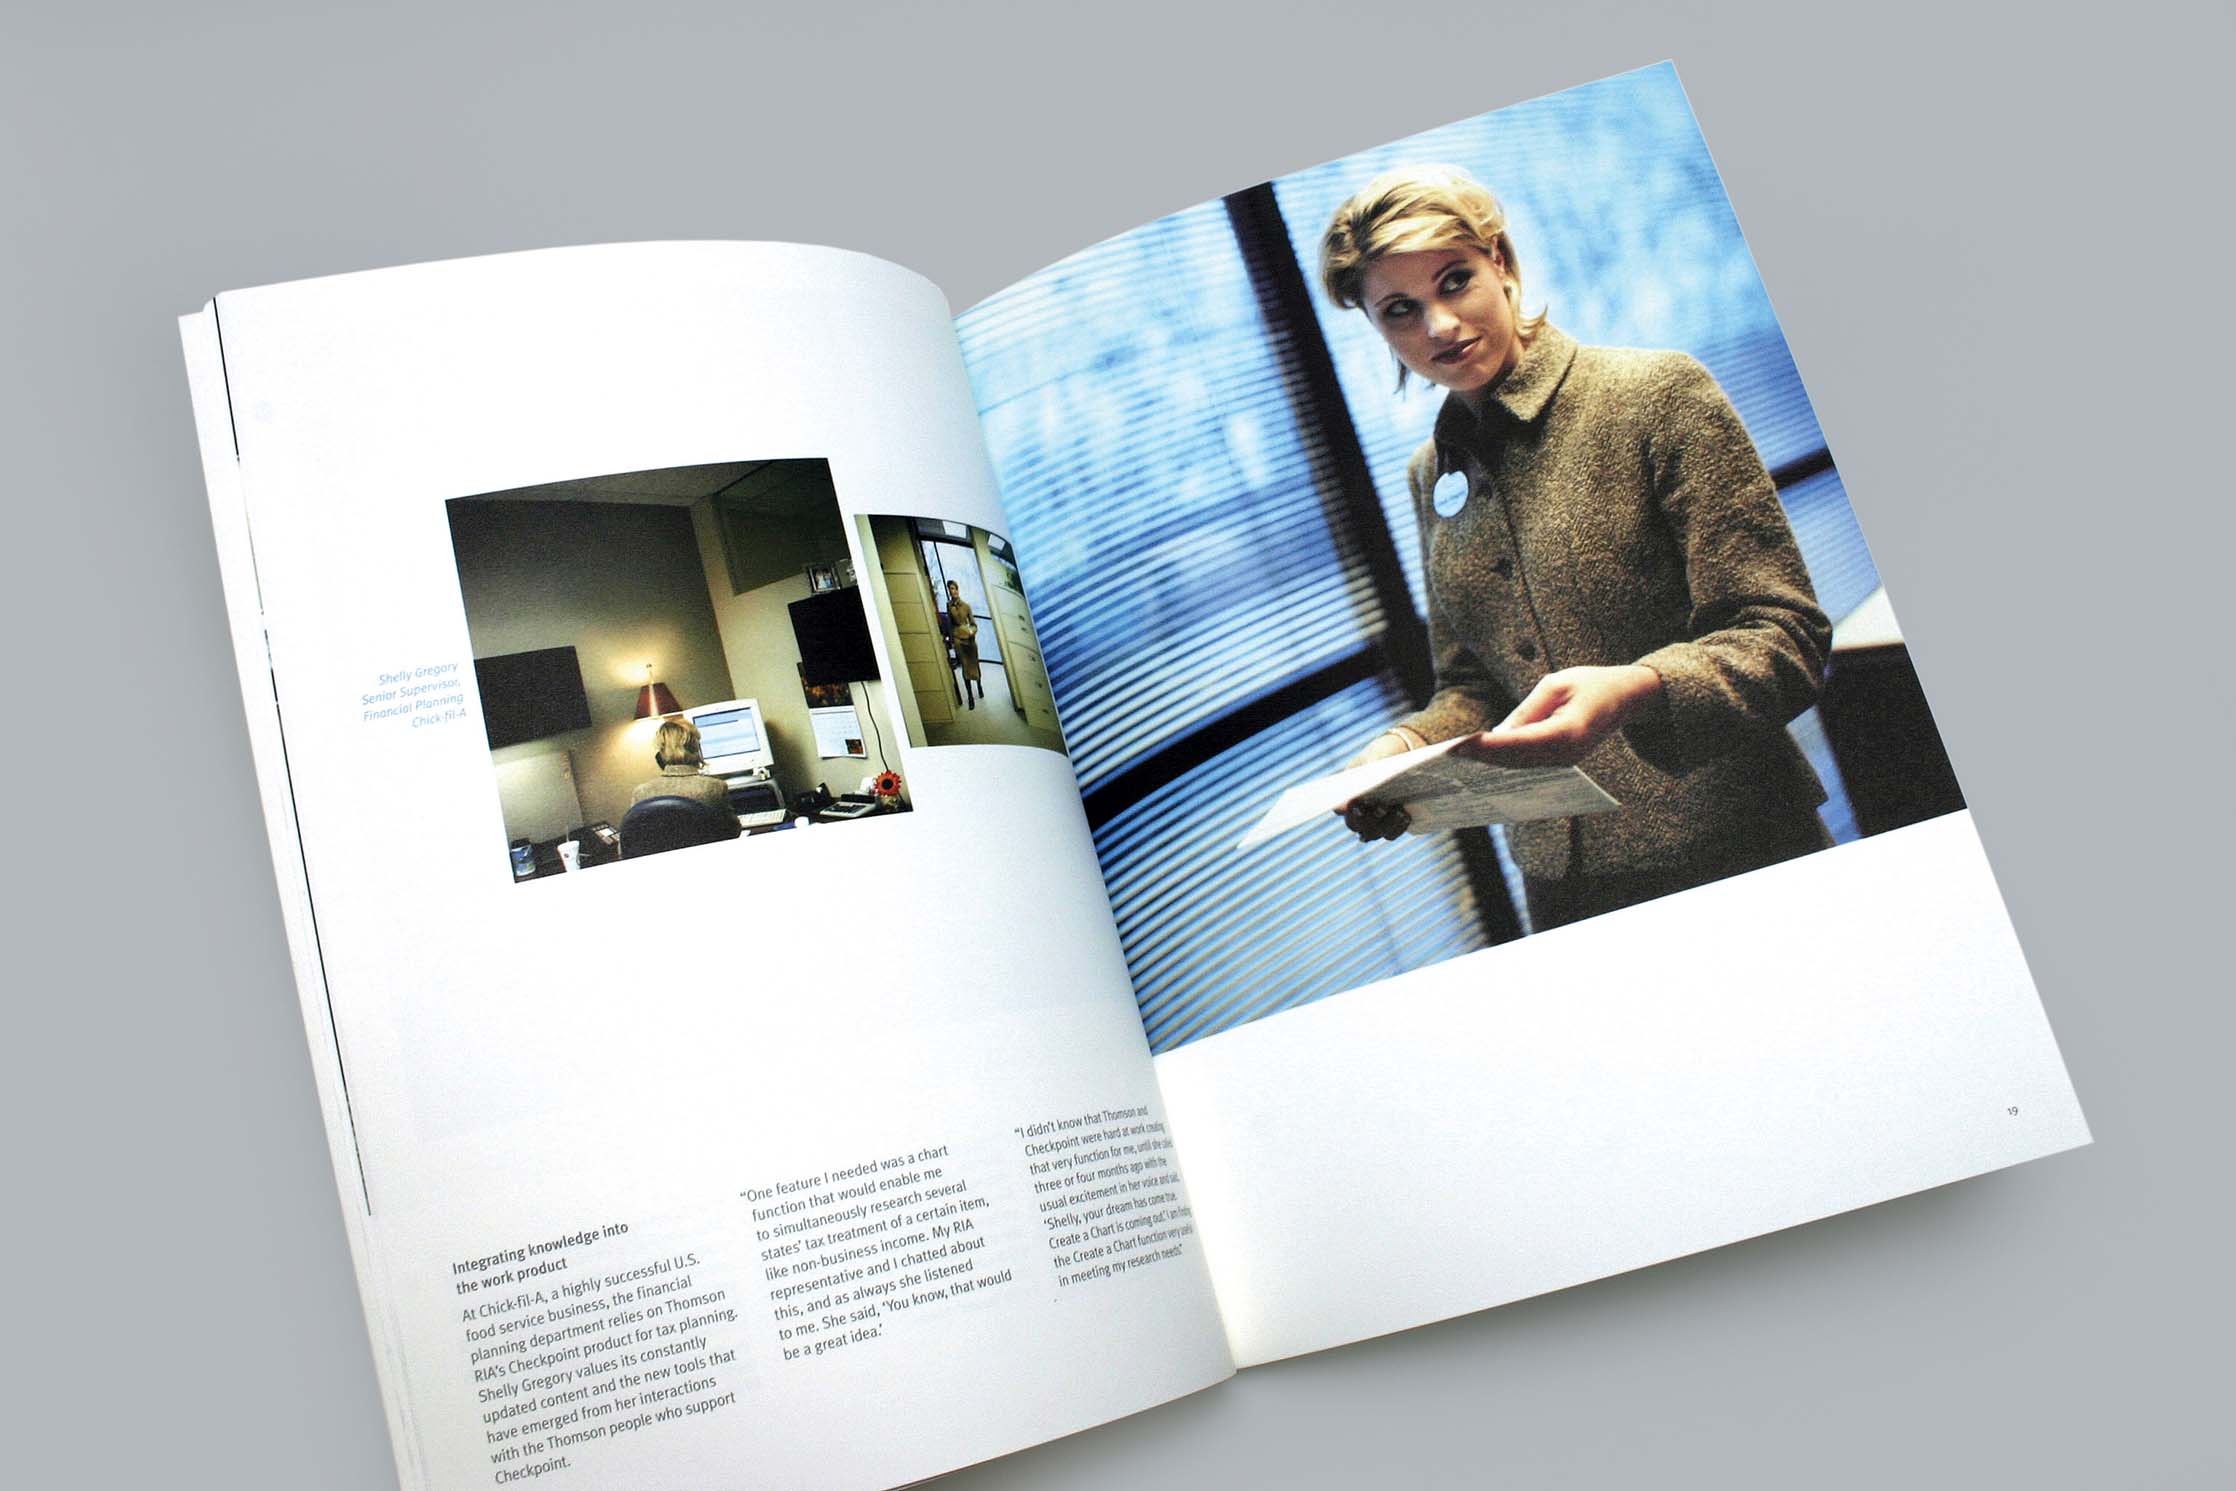 Shelly Gregory
Senior Supervisor,
Financial Planning
Chick-fil-A
Integrating knowledge into
the work product
At Chick-fil-A, a highly successful U.S.
food service business, the financial
planning department relies on Thomson
RIA's Checkpoint product for tax planning.
Shelly Gregory values its constantly
updated content and the new tools that
have emerged from her interactions
with the Thomson people who support
Checkpoint.
“One feature I needed was a chart
function that would enable me
to simultaneously research several
states' tax treatment of a certain item,
like non-business income. My RIA
representative and I chatted about
this, and as always she listened
to me. She said, ‘You know, that would
be a great idea.’
“I didn't know that Thomson and
Checkpoint were hard at work creating
that very function for me, until she called
three or four months ago with the
usual excitement in her voice and said,
‘Shelly, your dream has come true.
Create a Chart is coming out.’ I am finding
the Create a Chart function very useful
in meeting my research needs.”
19